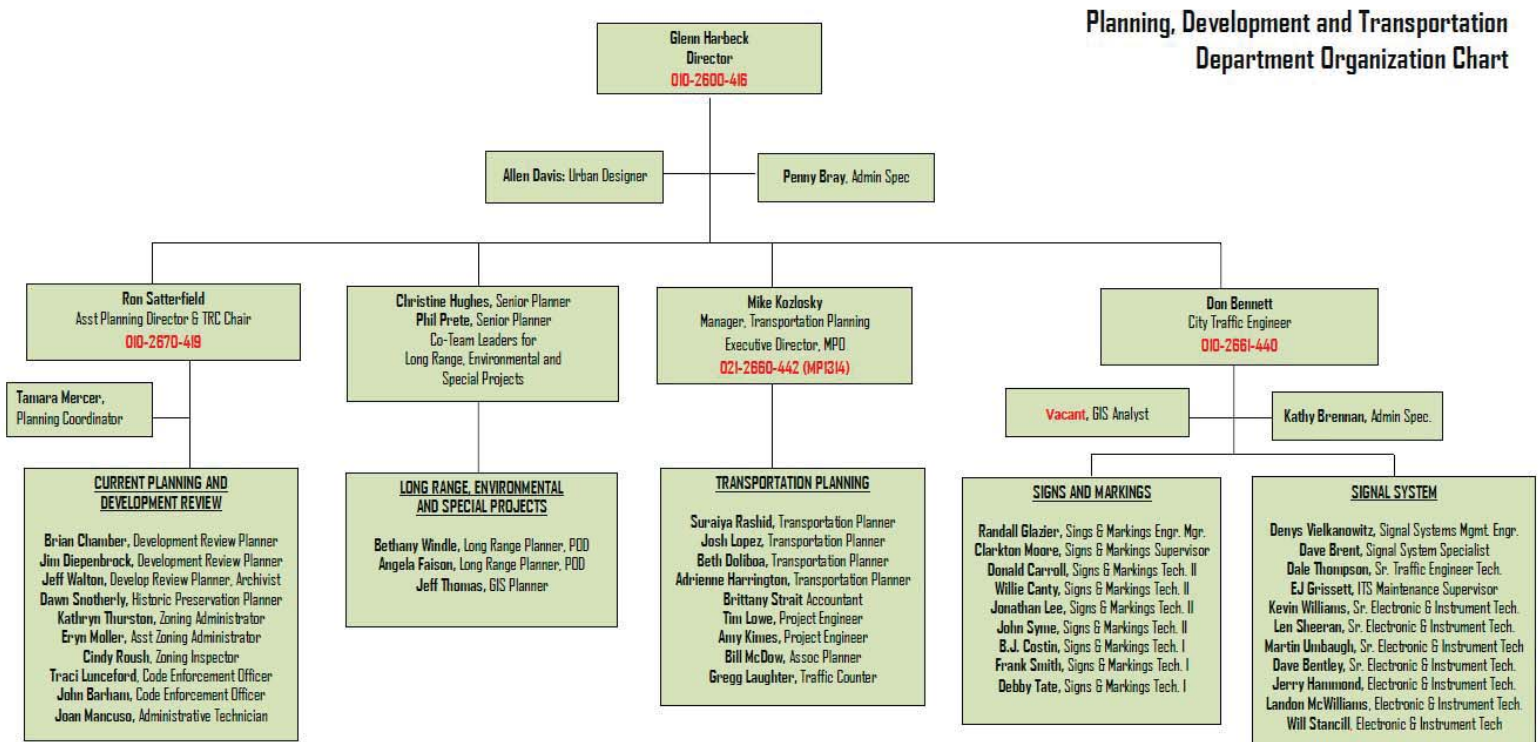 Planning, Development and Transportation
Department Organization Chart
Glenn Harbeck
Director
010-2600-416
Allen Davis: Urban Designer
Penny Bray, Admin Spec
Ron Satterfield
Asst Planning Director & TRC Chair
010-2670-419
Christine Hughes, Senior Planner
Phil Prete, Senior Planner
Co-Team Leaders for
Long Range, Environmental and
Special Projects
Mike Kozlosky
Manager, Transportation Planning
Executive Director, MPO
021-2660-442 (MP1314)
Don Bennett
City Traffic Engineer
010-2661-440
Tamara Mercer,
Planning Coordinator
Vacant, GIS Analyst
Kathy Brennan, Admin Spec.
CURRENT PLANNING AND
DEVELOPMENT REVIEW
Brian Chamber, Development Review Planner
Jim Diepenbrock, Development Review Planner
Jeff Walton, Develop Review Planner, Archivist
Dawn Snotherly, Historic Preservation Planner
Kathryn Thurston, Zoning Administrator
Eryn Moller, Asst Zoning Administrator
Cindy Roush, Zoning Inspector
Traci Lunceford, Code Enforcement Officer
John Barham, Code Enforcement Officer
Joan Mancuso, Administrative Technician
LONG RANGE, ENVIRONMENTAL
AND SPECIAL PROJECTS
Bethany Windle, Long Range Planner, POD
Angela Faison, Long Range Planner, POD
Jeff Thomas, GIS Planner
TRANSPORTATION PLANNING
Suraiya Rashid, Transportation Planner
Josh Lopez, Transportation Planner
Beth Doliboa, Transportation Planner
Adrienne Harrington, Transportation Planner
Brittany Strait Accountant
Tim Lowe, Project Engineer
Amy Kimes, Project Engineer
Bill McDow, Assoc Planner
Gregg Laughter, Traffic Counter
SIGNS AND MARKINGS
Randall Glazier, Sings & Markings Engr. Mgr.
Clarkton Moore, Signs & Markings Supervisor
Donald Carroll, Signs & Markings Tech. II
Willie Canty, Signs & Markings Tech. II
Jonathan Lee, Signs & Markings Tech. II
John Syme, Signs & Markings Tech. II
B.J. Costin, Signs & Markings Tech. I
Frank Smith, Signs & Markings Tech. I
Debby Tate, Signs & Markings Tech. I
SIGNAL SYSTEM
Denys Vielkanowitz, Signal Systems Mgmt. Engr.
Dave Brent, Signal System Specialist
Dale Thompson, Sr. Traffic Engineer Tech.
EJ Grissett, ITS Maintenance Supervisor
Kevin Williams, Sr. Electronic & Instrument Tech.
Len Sheeran, Sr. Electronic & Instrument Tech.
Martin Umbaugh, Sr. Electronic & Instrument Tech
Dave Bentley, Sr. Electronic & Instrument Tech.
Jerry Hammond, Electronic & Instrument Tech.
Landon McWilliams, Electronic & Instrument Tech.
Will Stancill, Electronic & Instrument Tech